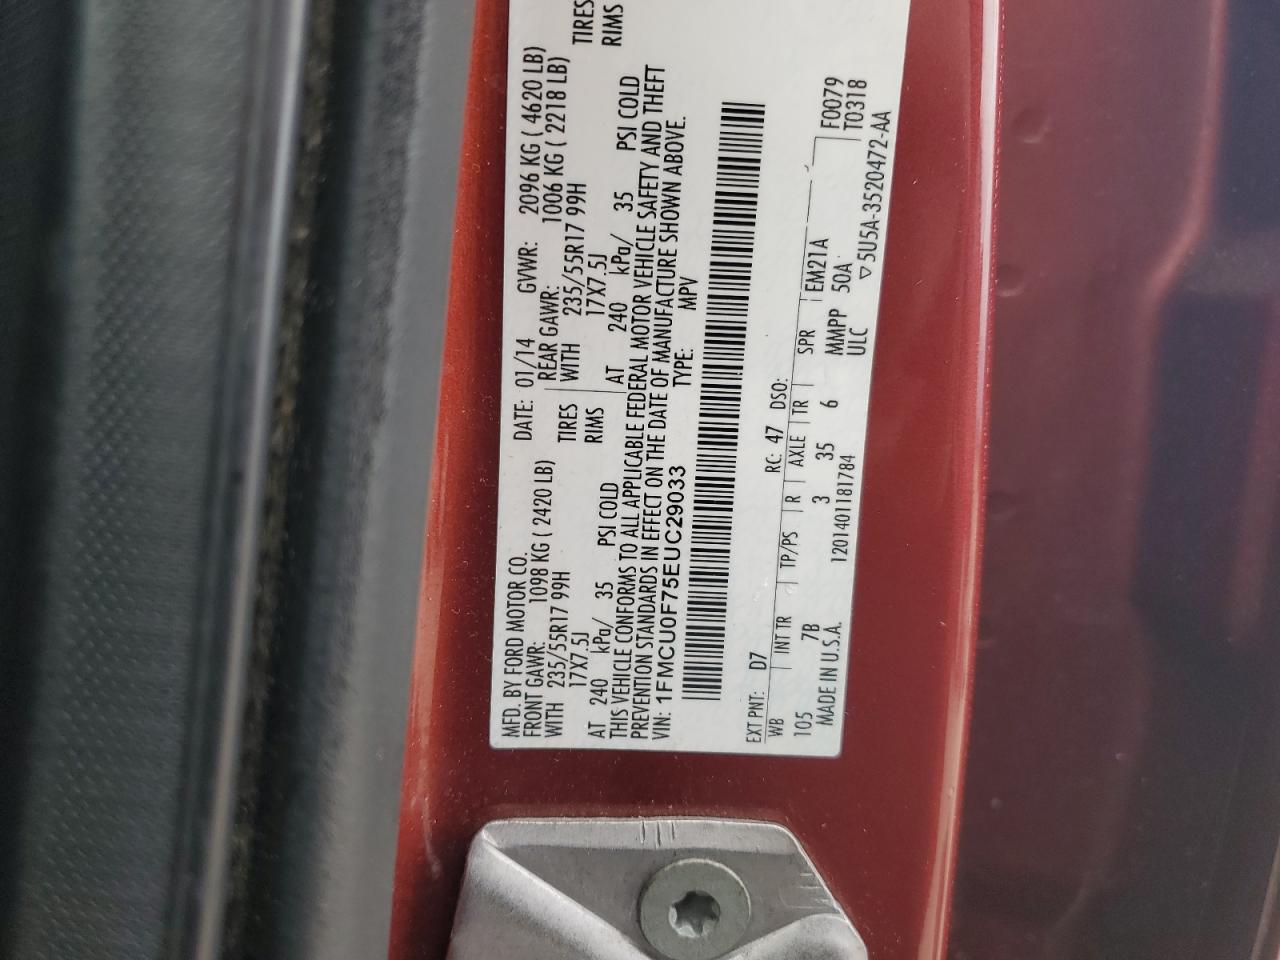 MFD. BY FORD MOTOR CO. DATE: 01/14 GVWR: 2096 KG ( 4620 LB)
FRONT GAWR: 1098 KG ( 2420 LB) REAR GAWR: 1006 KG ( 2218 LB)
WITH 235/55R17 99H TIRES WITH 235/55R17 99H TIRES
17X7.5J RIMS 17X7.5J RIMS
AT 240 kPa/ 35 PSI COLD AT 240 kPa/ 35 PSI COLD
THIS VEHICLE CONFORMS TO ALL APPLICABLE FEDERAL MOTOR VEHICLE SAFETY AND THEFT
PREVENTION STANDARDS IN EFFECT ON THE DATE OF MANUFACTURE SHOWN ABOVE.
VIN: 1FMCU0F75EUC29033 TYPE: MPV
EXT PNT: D7 RC: 47 DSO: F0079
WB INT TR TP/PS R AXLE TR SPR EM21A T0318
105 7B 3 35 6 MMPP 50A
MADE IN U.S.A. 1201401181784 ULC ▽5U5A-3520472-AA